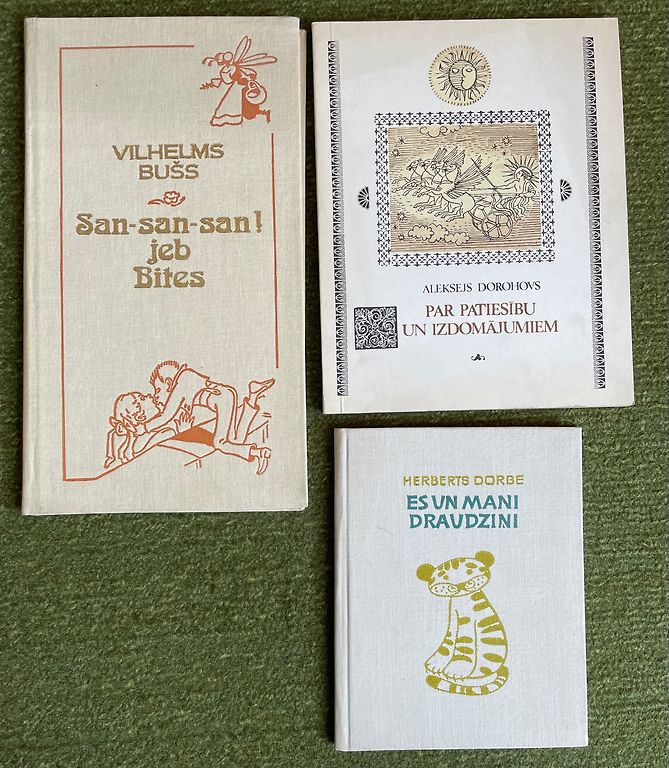 VILHELMS
BUŠS
San-san-san!
jeb
Bites
ALEKSEJS DOROHOVS
PAR PATIESĪBU
UN IZDOMĀJUMIEM
HERBERTS DORBE
ES UN MANI
DRAUDZIŅI